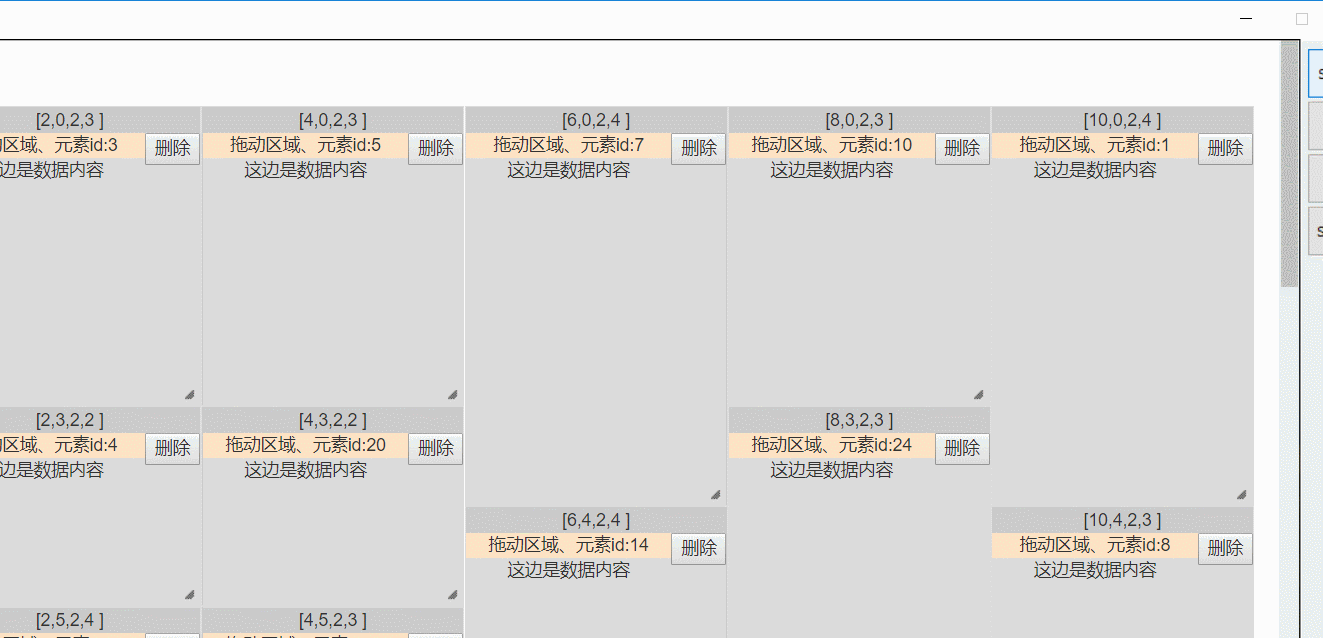 [2,0,2,3 ]
区域、元素id:3
删除
边是数据内容
[4,0,2,3 ]
拖动区域、元素id:5
删除
这边是数据内容
[6,0,2,4 ]
拖动区域、元素id:7
删除
这边是数据内容
[8,0,2,3 ]
拖动区域、元素id:10
删除
这边是数据内容
[10,0,2,4 ]
拖动区域、元素id:1
删除
这边是数据内容
[2,3,2,2 ]
区域、元素id:4
删除
边是数据内容
[4,3,2,2 ]
拖动区域、元素id:20
删除
这边是数据内容
[8,3,2,3 ]
拖动区域、元素id:24
删除
这边是数据内容
[6,4,2,4 ]
拖动区域、元素id:14
删除
这边是数据内容
[10,4,2,3 ]
拖动区域、元素id:8
删除
这边是数据内容
[2,5,2,4 ]
[4,5,2,3 ]